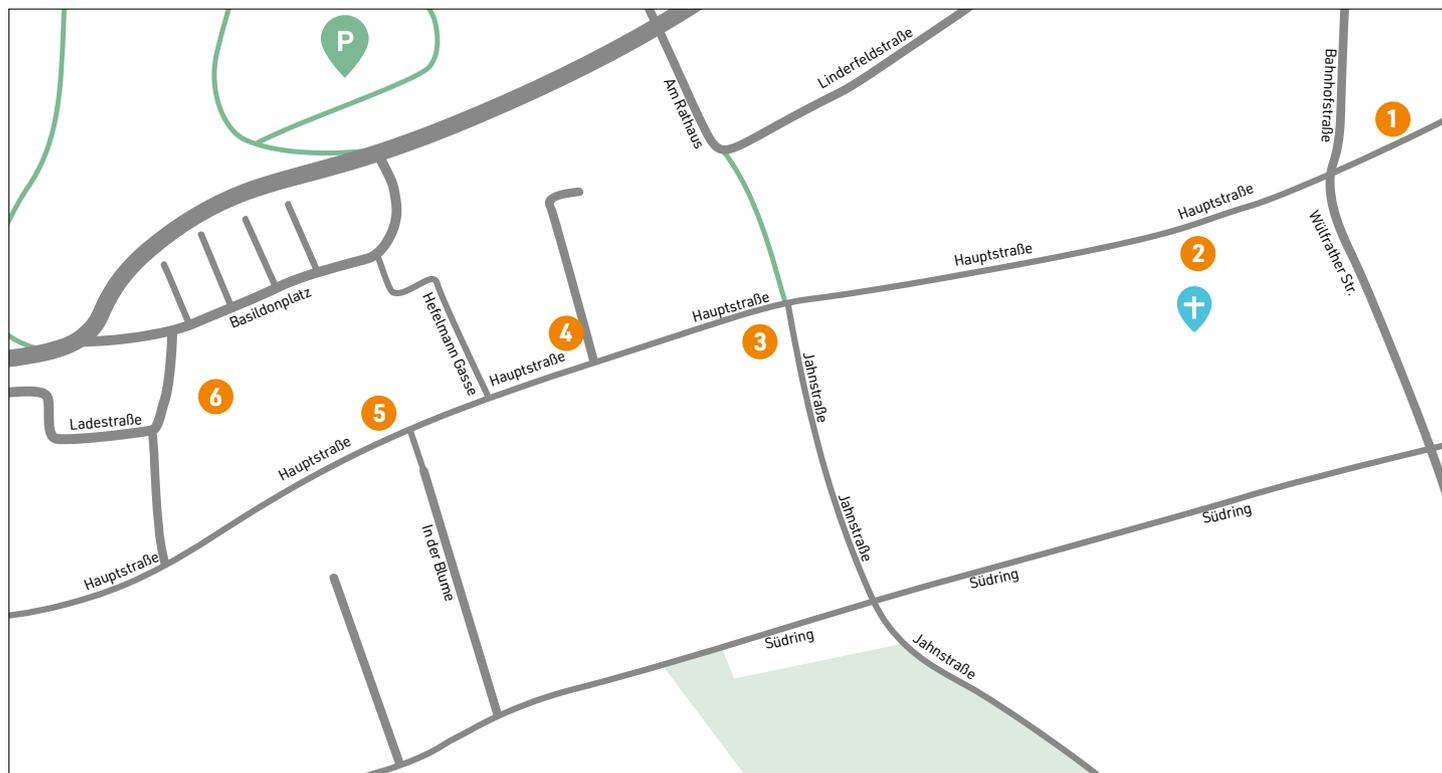 P
Linderfeldstraße
Am Rathaus
Bahnhofstraße
1
Hauptstraße
Wülfrather Str.
2
Hauptstraße
Basildonplatz
Hefelmann Gasse
Hauptstraße
4
3
Hauptstraße
Jahnstraße
6
5
Ladestraße
Hauptstraße
Jahnstraße
Südring
In der Blume
Hauptstraße
Südring
Südring
Jahnstraße